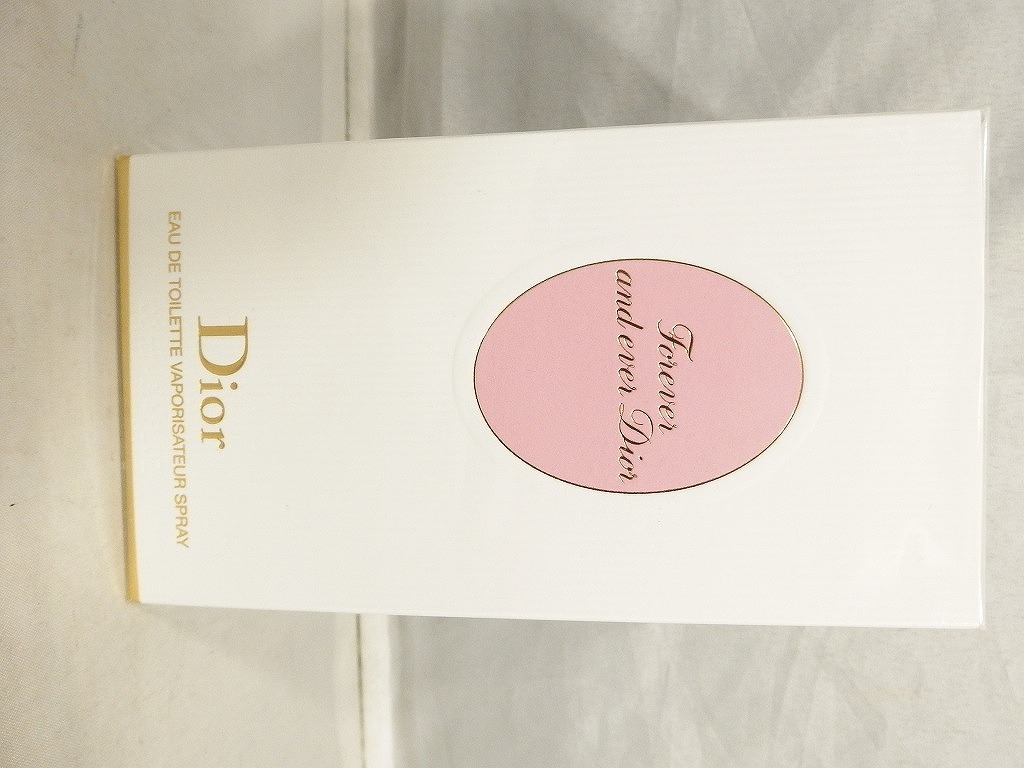 Forever
and ever Dior
Dior
EAU DE TOILETTE VAPORISATEUR SPRAY